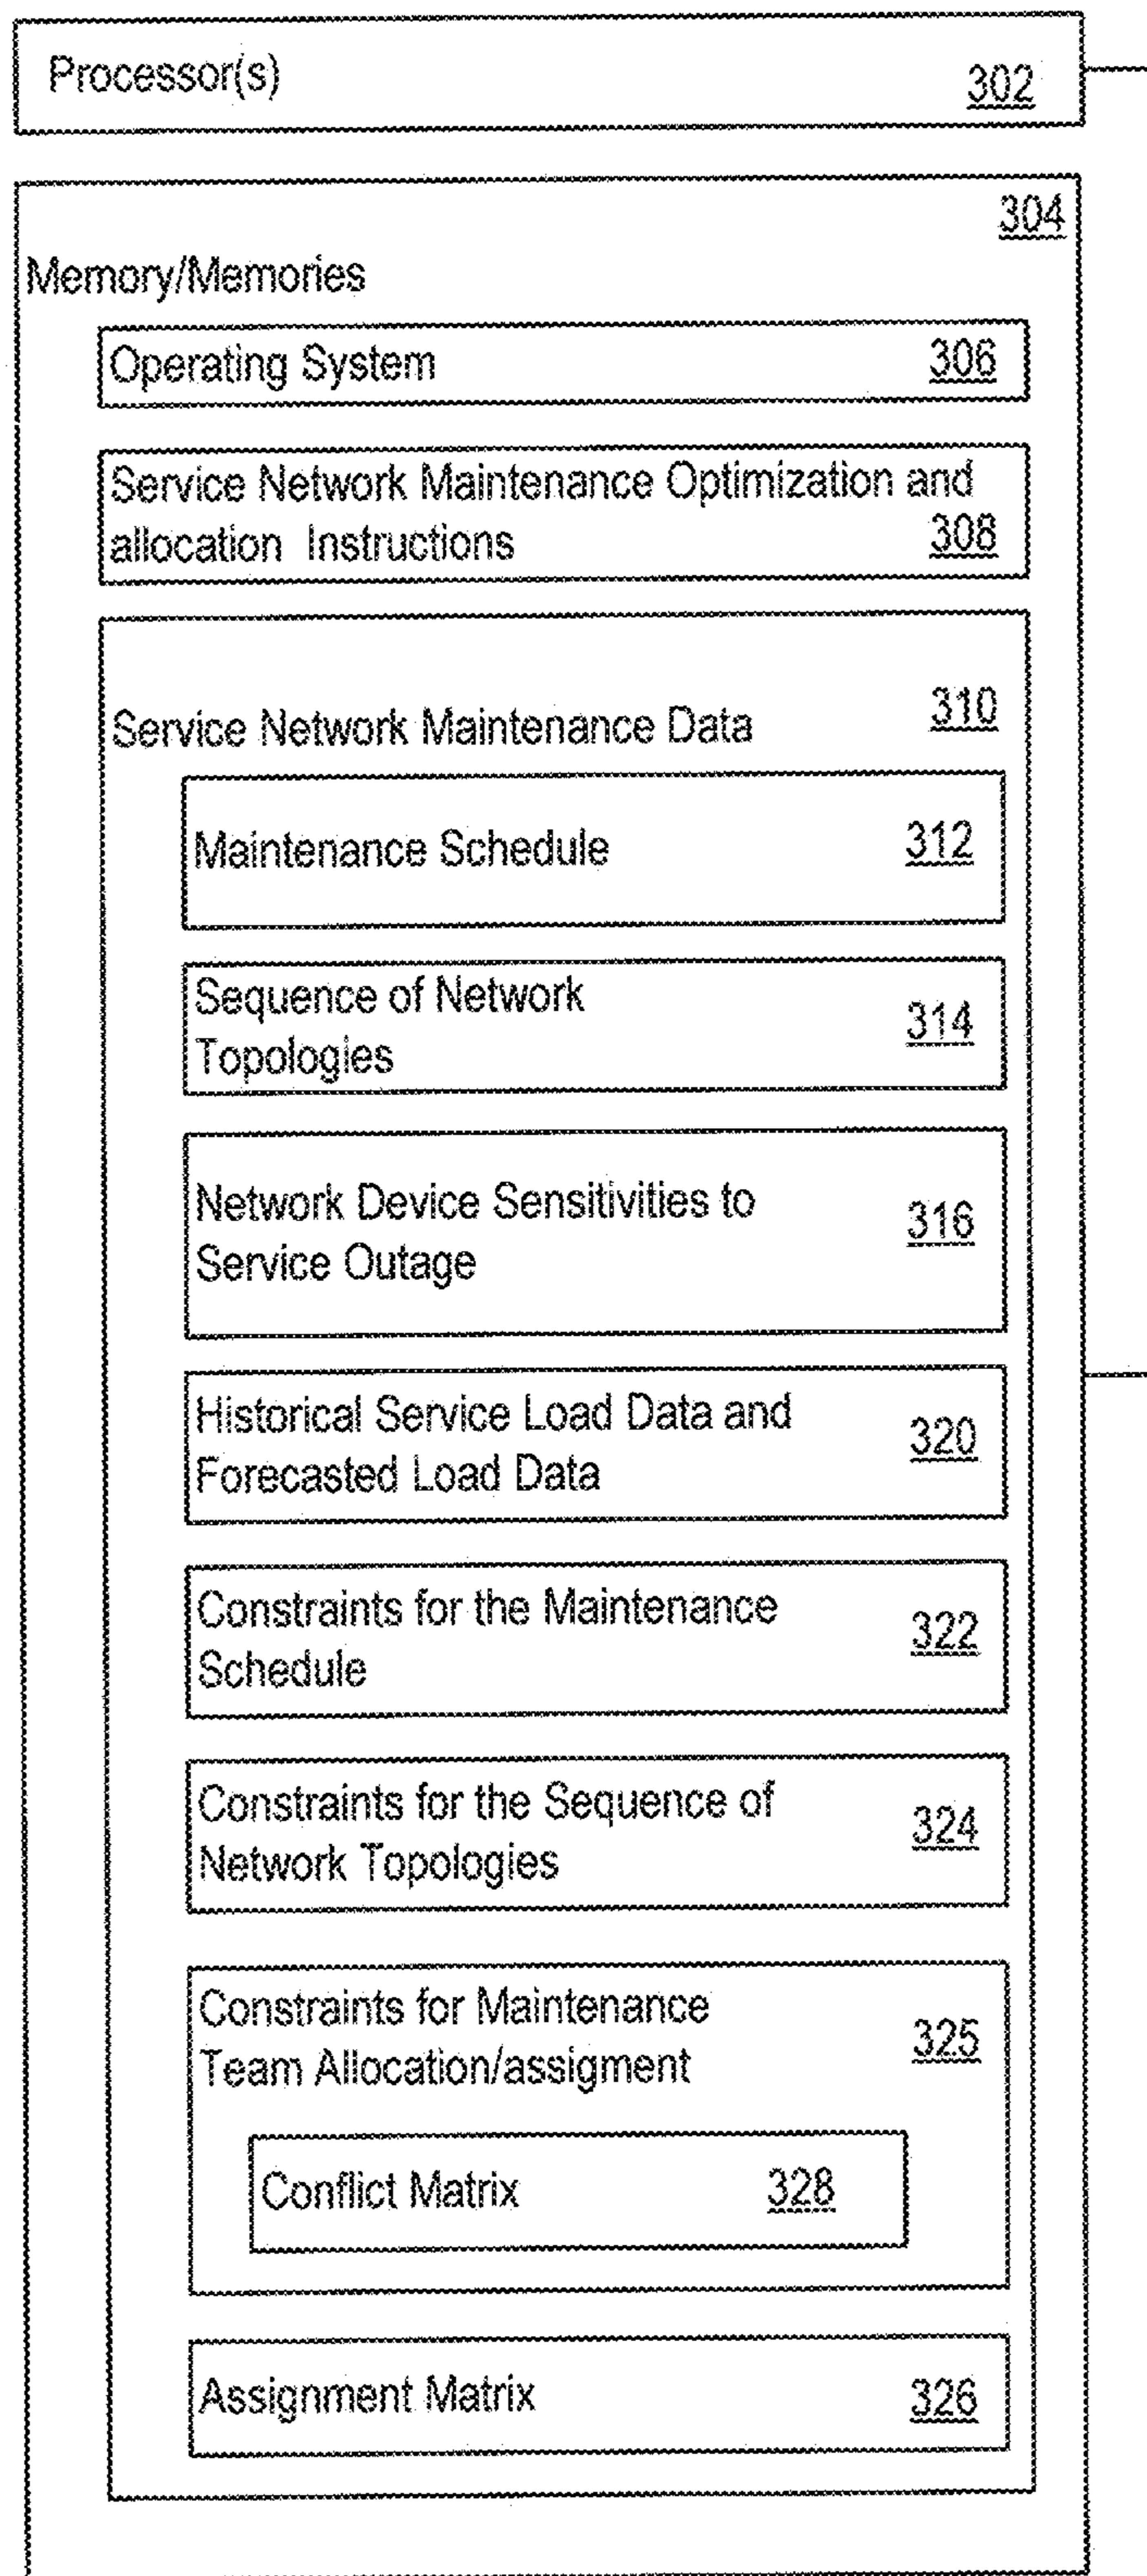 Processor(s) 302
304
Memory/Memories
Operating System 306
Service Network Maintenance Optimization and
allocation Instructions 308
Service Network Maintenance Data 310
Maintenance Schedule 312
Sequence of Network
Topologies 314
Network Device Sensitivities to
Service Outage 316
Historical Service Load Data and
Forecasted Load Data 320
Constraints for the Maintenance
Schedule 322
Constraints for the Sequence of
Network Topologies 324
Constraints for Maintenance
Team Allocation/assigment 325
Conflict Matrix 328
Assignment Matrix 326